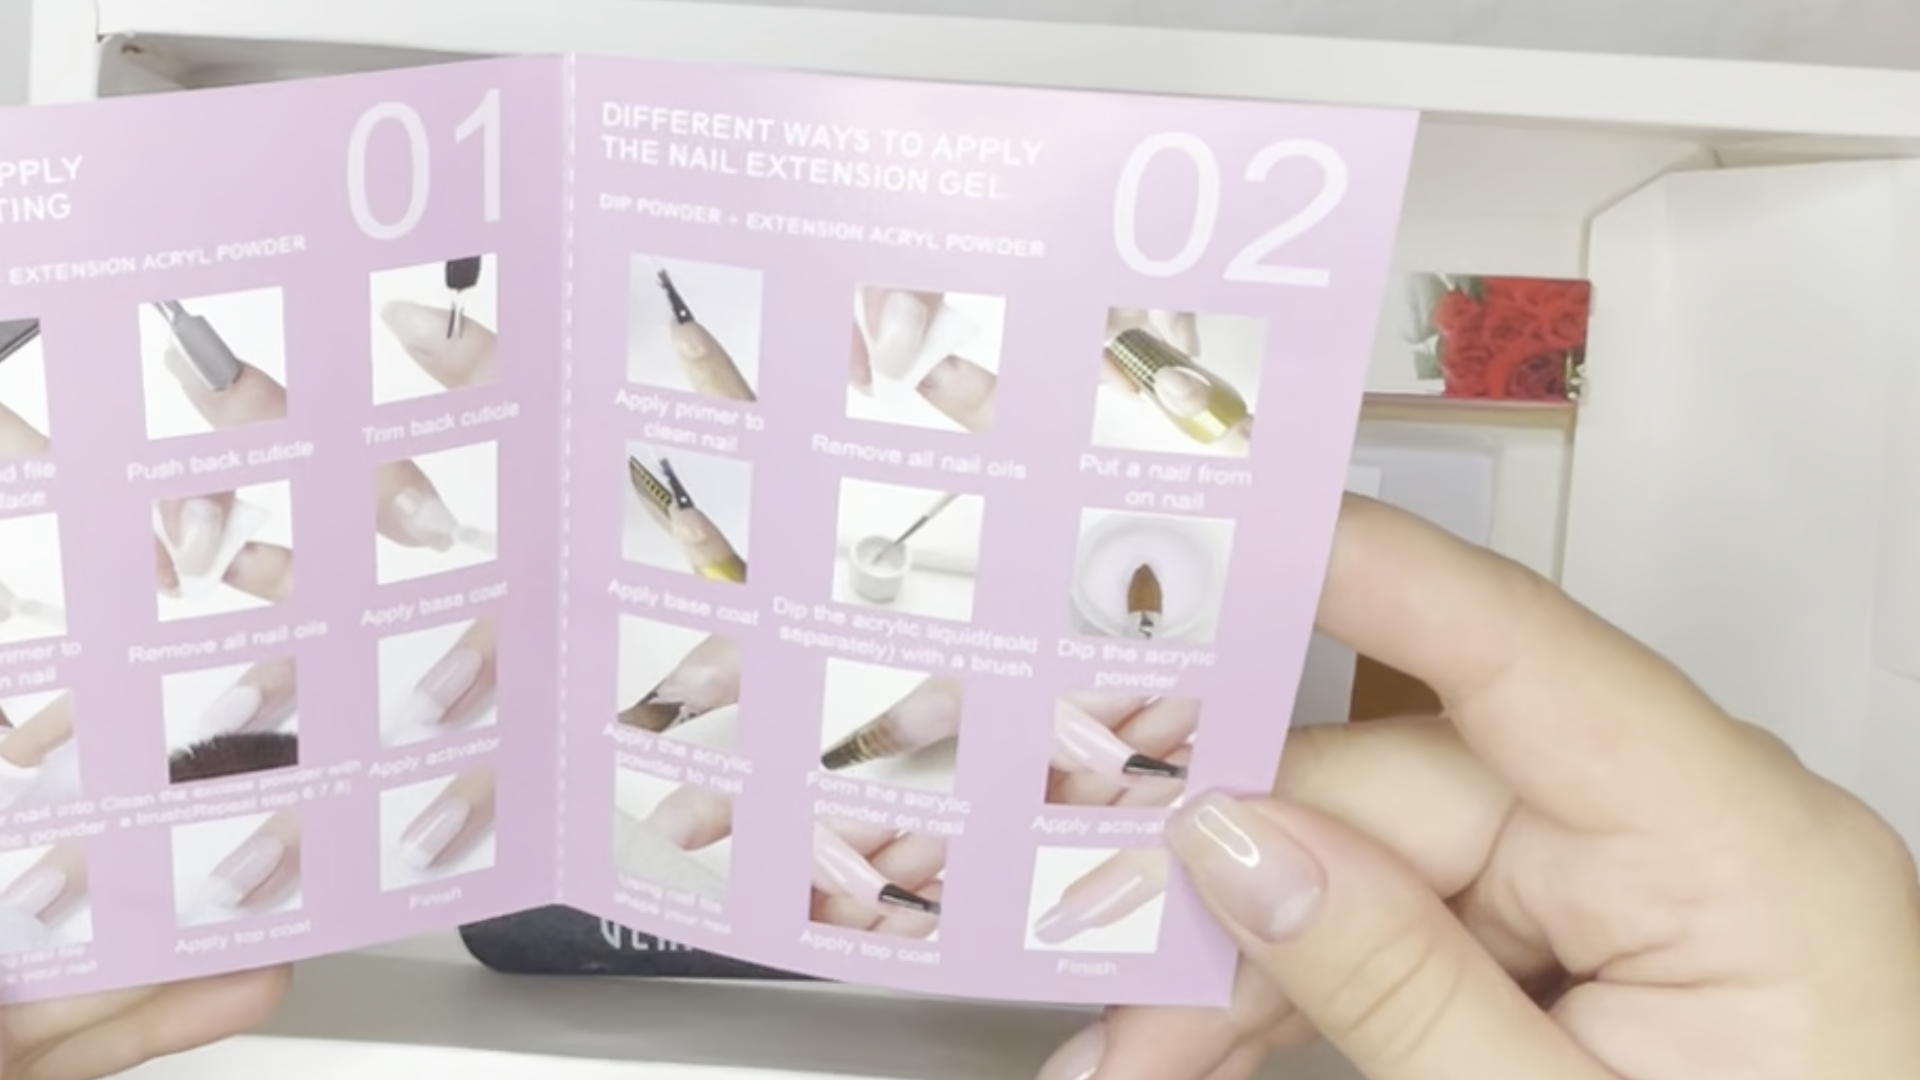 PPLY
TING
01
EXTENSION ACRYL POWDER
Push back cuticle
Trim back cuticle
Remove all nail oils
Apply base coat
Clean the excess powder with
a brush(Repeat step 6.7.8)
Apply activator
Apply top coat
Finish
DIFFERENT WAYS TO APPLY
THE NAIL EXTENSION GEL
02
DIP POWDER + EXTENSION ACRYL POWDER
Apply primer to
clean nail
Remove all nail oils
Put a nail from
on nail
Apply base coat
Dip the acrylic liquid(sold
separately) with a brush
Dip the acrylic
powder
Apply the acrylic
powder to nail
Form the acrylic
powder on nail
Apply activa
Using nail file
shape your nail
Apply top coat
Finish